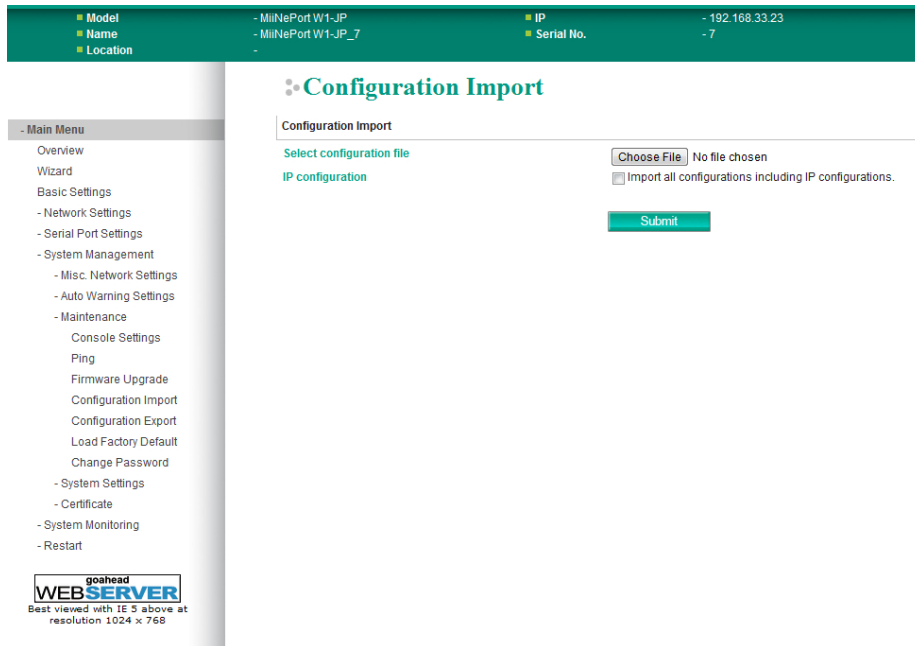 Model - MiiNePort W1-JP IP - 192.168.33.23
Name - MiiNePort W1-JP_7 Serial No. - 7
Location -
Configuration Import
- Main Menu
Overview
Wizard
Basic Settings
- Network Settings
- Serial Port Settings
- System Management
- Misc. Network Settings
- Auto Warning Settings
- Maintenance
Console Settings
Ping
Firmware Upgrade
Configuration Import
Configuration Export
Load Factory Default
Change Password
- System Settings
- Certificate
- System Monitoring
- Restart
goahead
WEBSERVER
Best viewed with IE 5 above at
resolution 1024 x 768
Configuration Import
Select configuration file Choose File No file chosen
IP configuration Import all configurations including IP configurations.
Submit